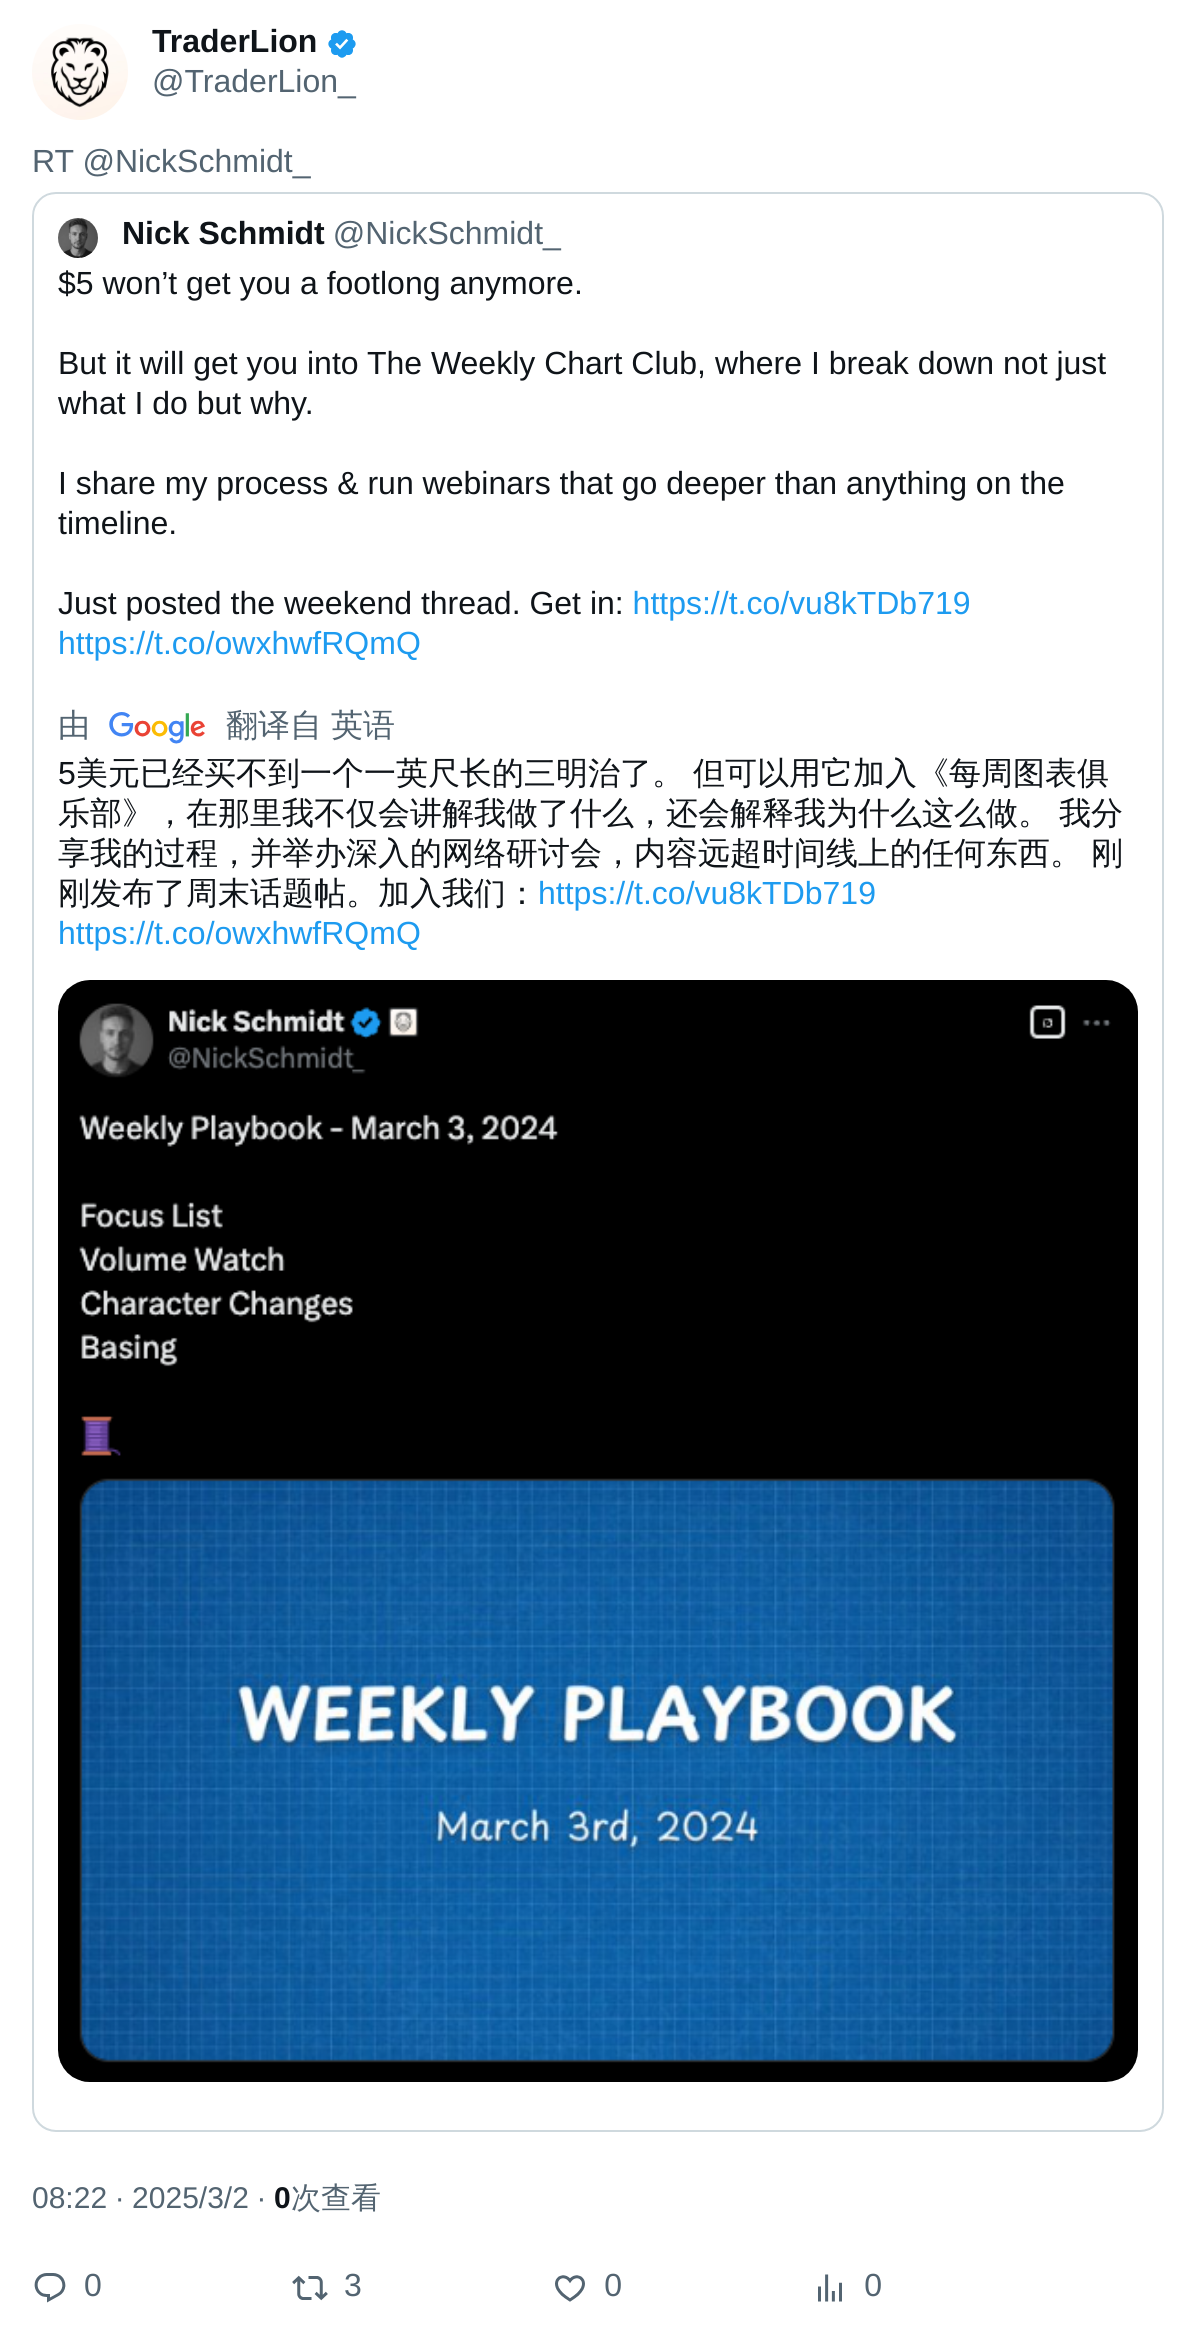 TraderLion
@TraderLion_
RT @NickSchmidt_
Nick Schmidt @NickSchmidt_
$5 won’t get you a footlong anymore.
But it will get you into The Weekly Chart Club, where I break down not just
what I do but why.
I share my process & run webinars that go deeper than anything on the
timeline.
Just posted the weekend thread. Get in: https://t.co/vu8kTDb719
https://t.co/owxhwfRQmQ
由 Google 翻译自 英语
5美元已经买不到一个一英尺长的三明治了。 但可以用它加入《每周图表俱
乐部》，在那里我不仅会讲解我做了什么，还会解释我为什么这么做。 我分
享我的过程，并举办深入的网络研讨会，内容远超时间线上的任何东西。 刚
刚发布了周末话题帖。加入我们：https://t.co/vu8kTDb719
https://t.co/owxhwfRQmQ
Nick Schmidt
@NickSchmidt_
Weekly Playbook - March 3, 2024
Focus List
Volume Watch
Character Changes
Basing
WEEKLY PLAYBOOK
March 3rd, 2024
08:22 · 2025/3/2 · 0次查看
0 3 0 0